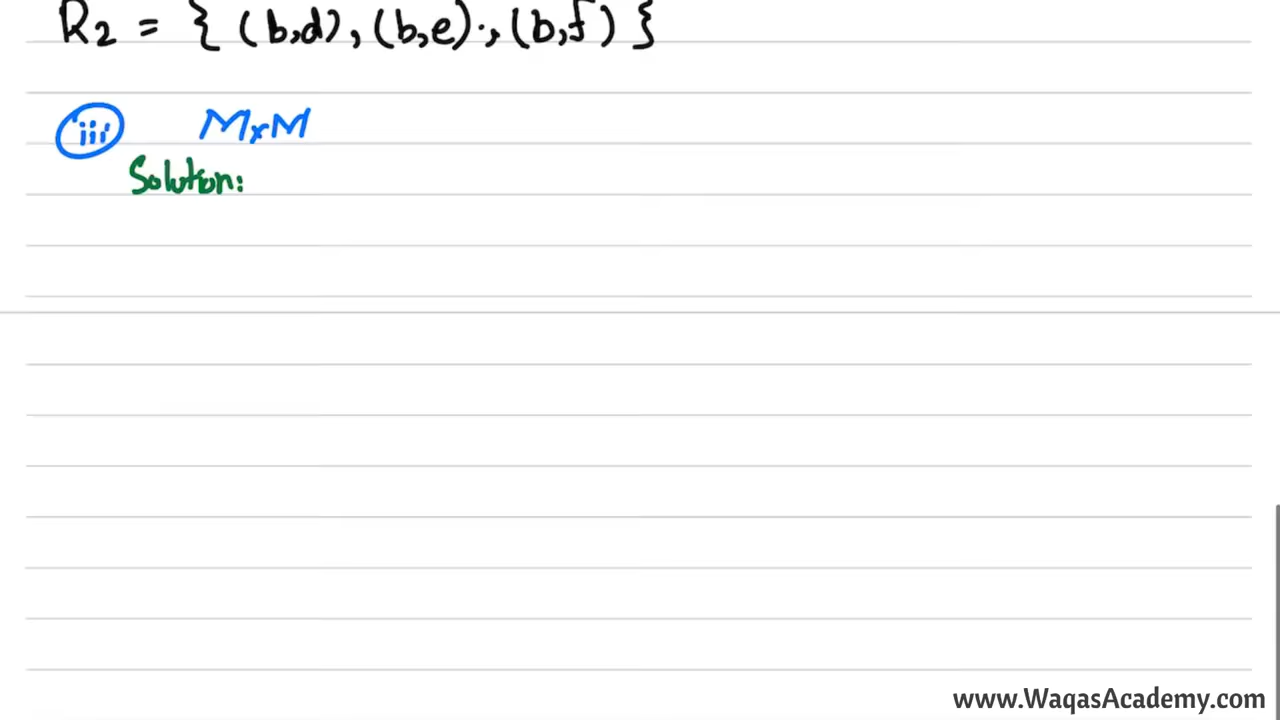 R2 = { (b,d), (b,e)., (b,f) }
iii M×M
Solution:
www.WaqasAcademy.com